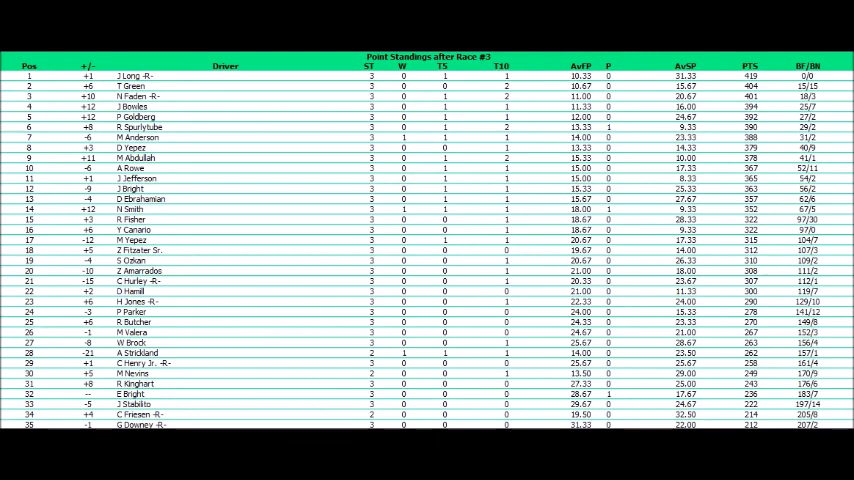 Point Standings after Race #3
Pos +/- Driver ST W T5 T10 AvFP P AvSP PTS BF/BN
1 +1 J Long -R- 3 0 1 1 10.33 0 31.33 419 0/0
2 +6 T Green 3 0 0 2 10.67 0 15.67 404 15/15
3 +10 N Faden -R- 3 0 1 2 11.00 0 20.67 401 18/3
4 +12 J Bowles 3 0 1 1 11.33 0 16.00 394 25/7
5 +12 P Goldberg 3 0 1 1 12.00 0 24.67 392 27/2
6 +8 R Spurlytube 3 0 1 2 13.33 1 9.33 390 29/2
7 -6 M Anderson 3 1 1 1 14.00 0 23.33 388 31/2
8 +3 D Yepez 3 0 0 1 13.33 0 14.33 379 40/9
9 +11 M Abdullah 3 0 1 2 15.33 0 10.00 378 41/1
10 -6 A Rowe 3 0 1 1 15.00 0 17.33 367 52/11
11 +1 J Jefferson 3 0 1 1 15.00 0 8.33 365 54/2
12 -9 J Bright 3 0 1 1 15.33 0 25.33 363 56/2
13 -4 D Ebrahamian 3 0 1 1 15.67 0 27.67 357 62/6
14 +12 N Smith 3 1 1 1 18.00 1 9.33 352 67/5
15 +3 R Fisher 3 0 0 0 18.67 0 28.33 322 97/30
16 +6 Y Canario 3 0 0 1 18.67 0 9.33 322 97/0
17 -12 M Yepez 3 0 1 1 20.67 0 17.33 315 104/7
18 +5 Z Fitzater Sr. 3 0 0 0 19.67 0 14.00 312 107/3
19 -4 S Ozkan 3 0 0 1 20.67 0 26.33 310 109/2
20 -10 Z Amarrados 3 0 0 1 21.00 0 18.00 308 111/2
21 -15 C Hurley -R- 3 0 0 1 20.33 0 23.67 307 112/1
22 +2 D Hamill 3 0 0 0 21.00 0 11.33 300 119/7
23 +6 H Jones -R- 3 0 0 1 22.33 0 24.00 290 129/10
24 -3 P Parker 3 0 0 0 24.00 0 15.33 278 141/12
25 +6 R Butcher 3 0 0 0 24.33 0 23.33 270 149/8
26 -1 M Valera 3 0 0 0 24.67 0 21.00 267 152/3
27 -8 W Brock 3 0 0 1 25.67 0 28.67 263 156/4
28 -21 A Strickland 2 1 1 1 14.00 0 23.50 262 157/1
29 +1 C Henry Jr. -R- 3 0 0 0 25.67 0 25.67 258 161/4
30 +5 M Nevins 2 0 0 1 13.50 0 29.00 249 170/9
31 +8 R Kinghart 3 0 0 0 27.33 0 25.00 243 176/6
32 -- E Bright 3 0 0 0 28.67 1 17.67 236 183/7
33 -5 J Stabilito 3 0 0 0 29.67 0 24.67 222 197/14
34 +4 C Friesen -R- 2 0 0 0 19.50 0 32.50 214 205/8
35 -1 G Downey -R- 3 0 0 0 31.33 0 22.00 212 207/2